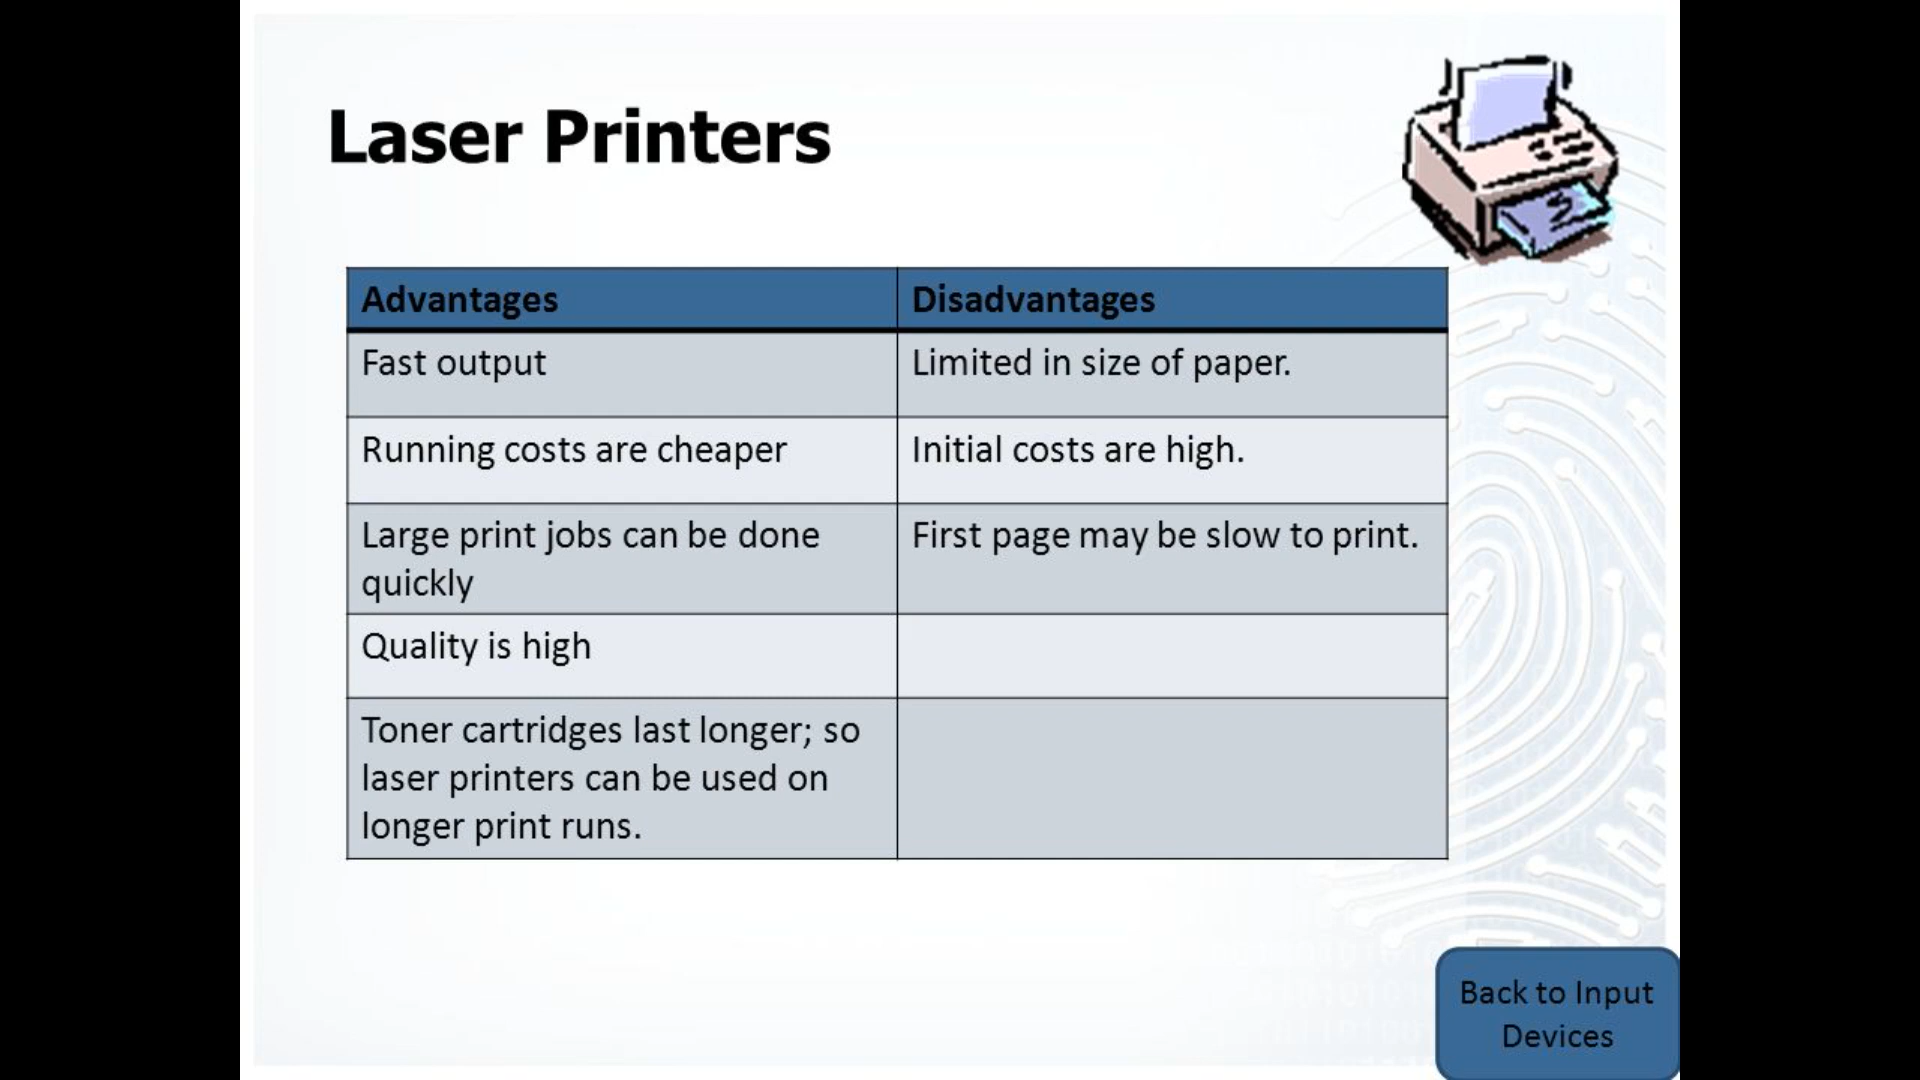 Laser Printers
Advantages
Disadvantages
Fast output
Limited in size of paper.
Running costs are cheaper
Initial costs are high.
Large print jobs can be done
quickly
First page may be slow to print.
Quality is high
Toner cartridges last longer; so
laser printers can be used on
longer print runs.
Back to Input
Devices